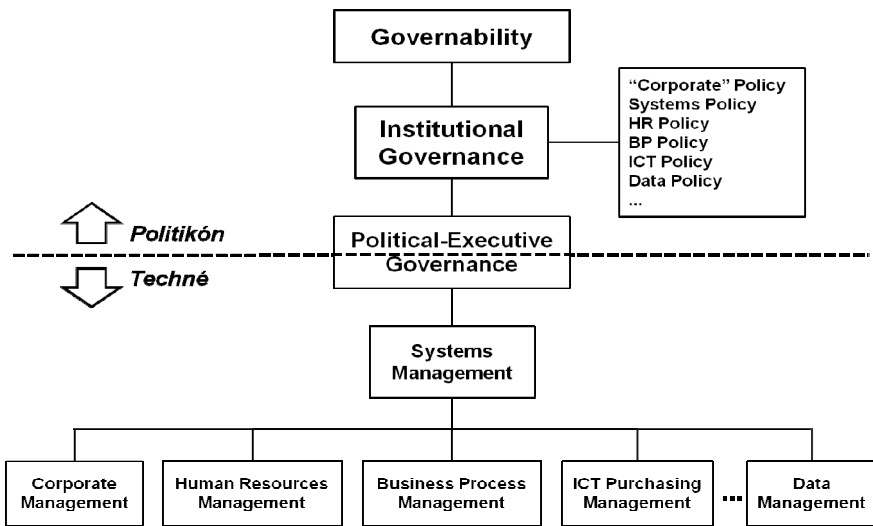 Governability
Institutional
Governance
“Corporate” Policy
Systems Policy
HR Policy
BP Policy
ICT Policy
Data Policy
...
Politikón
Political-Executive
Governance
Techné
Systems
Management
Corporate
Management
Human Resources
Management
Business Process
Management
ICT Purchasing
Management
...
Data
Management